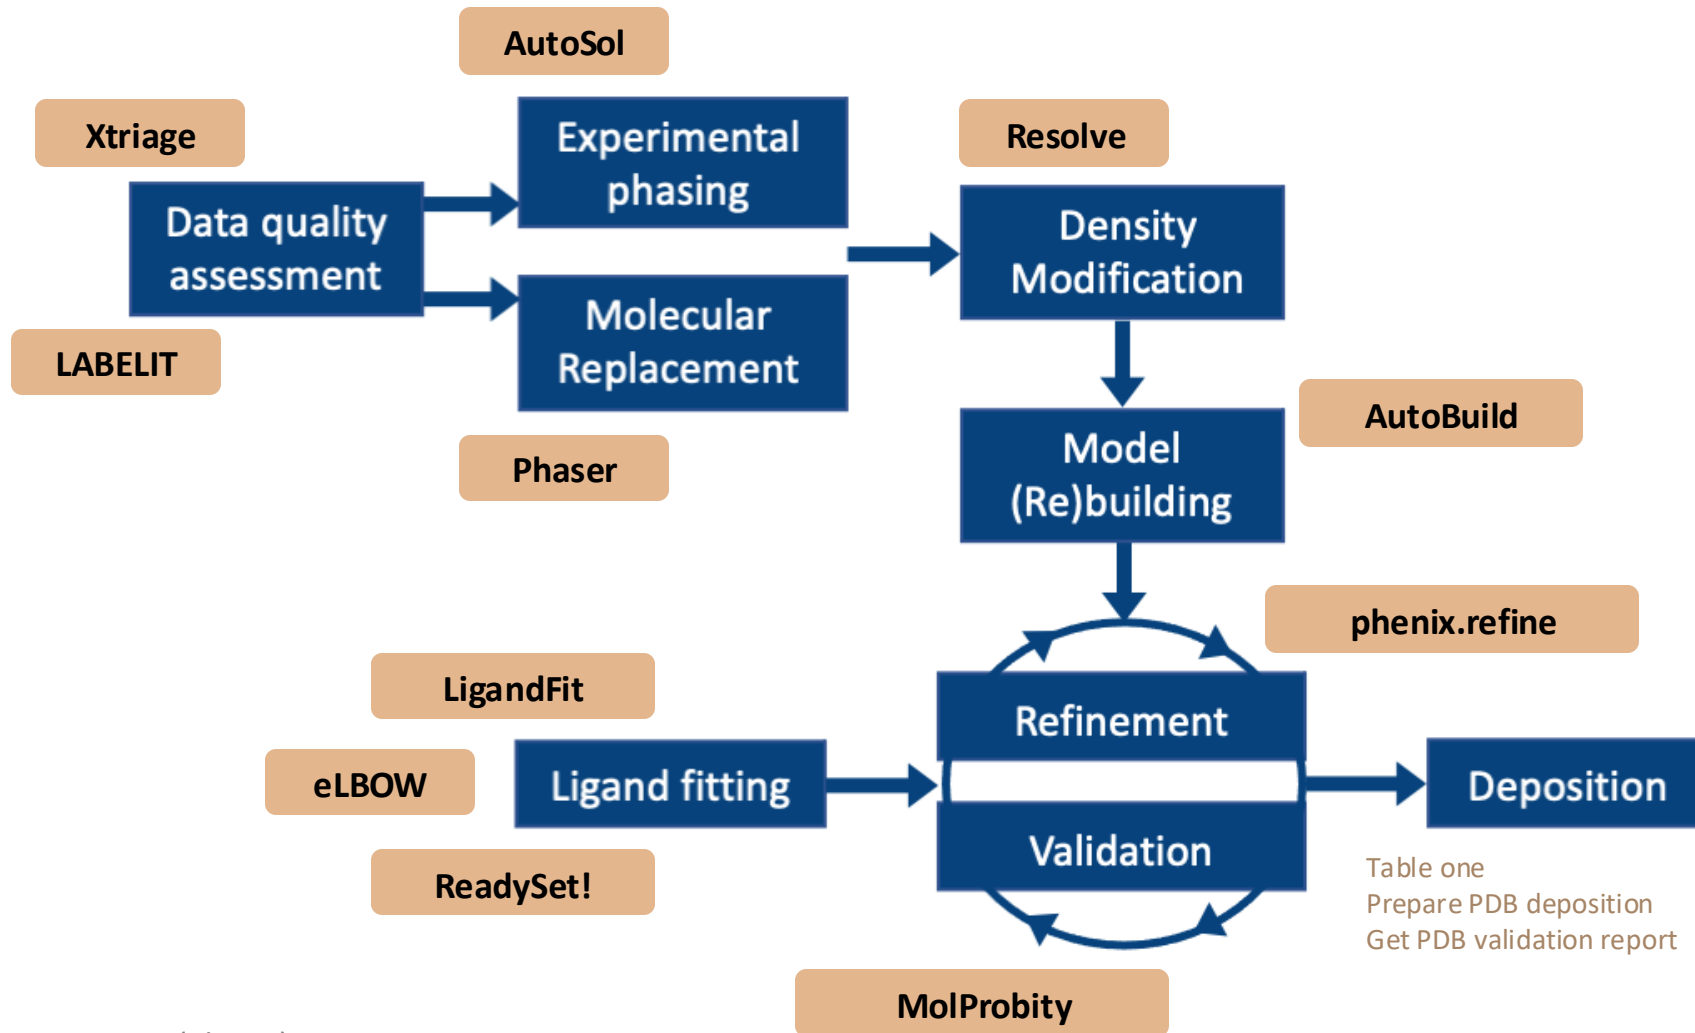 AutoSol
Xtriage
Experimental
phasing
Resolve
Data quality
assessment
Density
Modification
Molecular
Replacement
LABELIT
AutoBuild
Phaser
Model
(Re)building
phenix.refine
LigandFit
Refinement
eLBOW
Ligand fitting
Deposition
Validation
ReadySet!
Table one
Prepare PDB deposition
Get PDB validation report
MolProbity